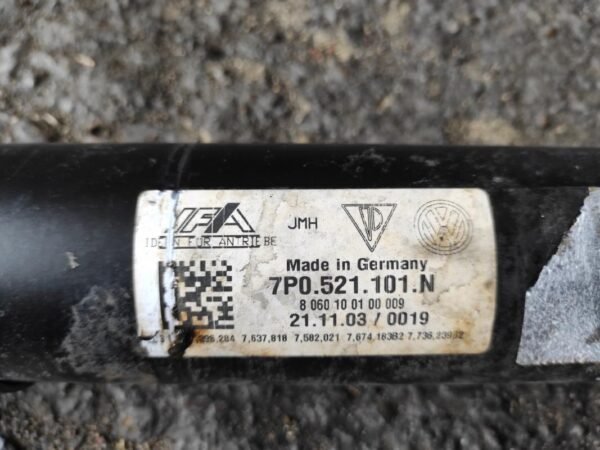 IFA
IDEEN FÜR ANTRIEBE
JMH
VW
Made in Germany
7P0.521.101.N
8 060 10 01 00 009
21.11.03 / 0019
7,637,818 7,582,021